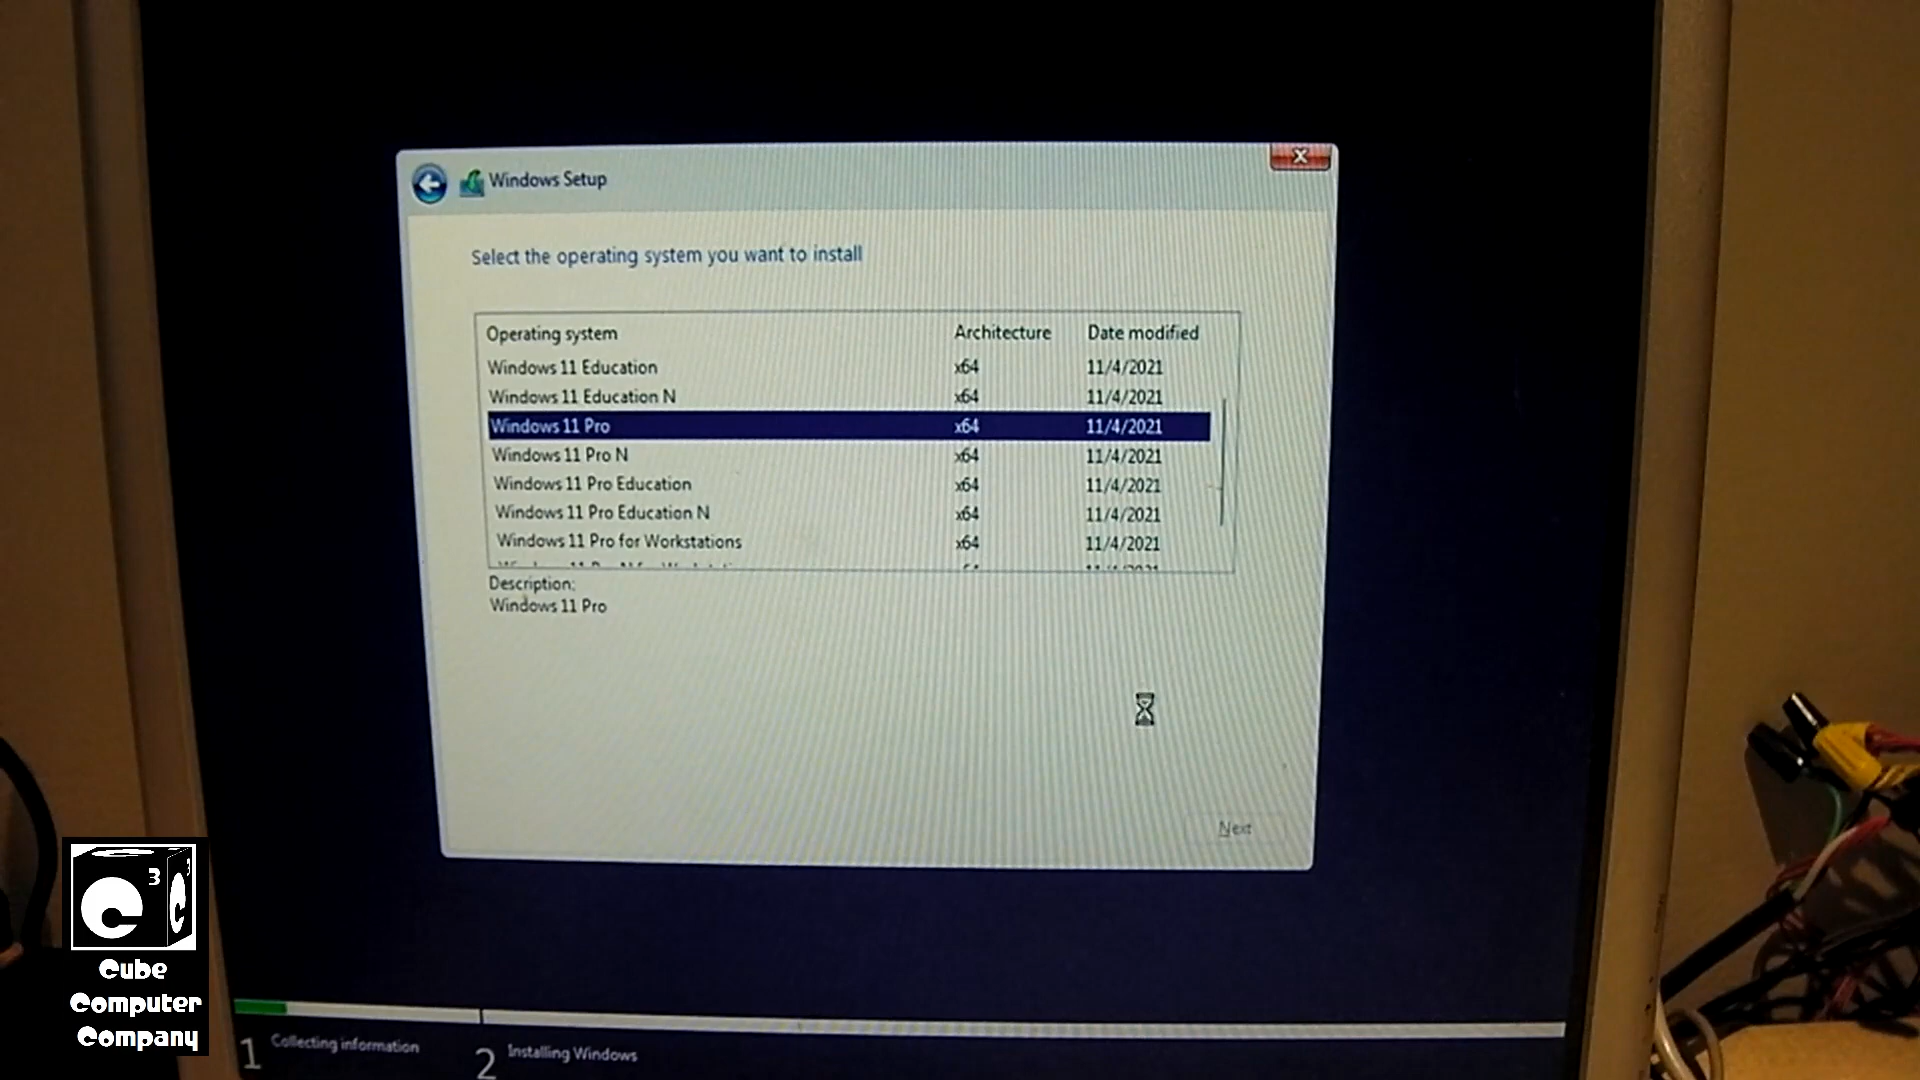 Windows Setup
X
Select the operating system you want to install
Operating system Architecture Date modified
Windows 11 Education x64 11/4/2021
Windows 11 Education N x64 11/4/2021
Windows 11 Pro x64 11/4/2021
Windows 11 Pro N x64 11/4/2021
Windows 11 Pro Education x64 11/4/2021
Windows 11 Pro Education N x64 11/4/2021
Windows 11 Pro for Workstations x64 11/4/2021
Description:
Windows 11 Pro
Next
C 3 C 3
Cube
Computer
Company
1 Collecting information 2 Installing Windows